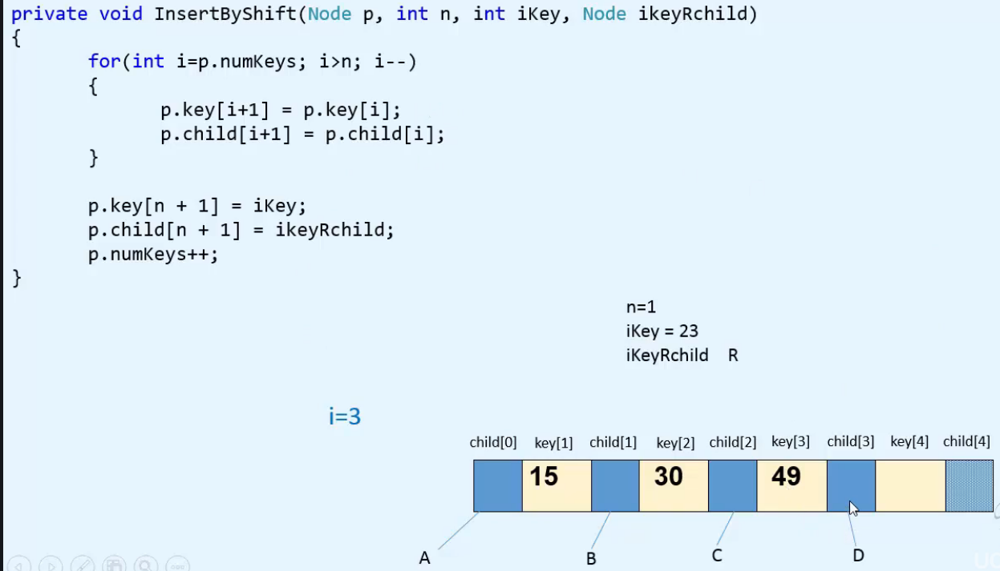 private void InsertByShift(Node p, int n, int iKey, Node ikeyRchild)
{
for(int i=p.numKeys; i>n; i--)
{
p.key[i+1] = p.key[i];
p.child[i+1] = p.child[i];
}
p.key[n + 1] = iKey;
p.child[n + 1] = ikeyRchild;
p.numKeys++;
}
n=1
iKey = 23
iKeyRchild R
i=3
child[0] key[1] child[1] key[2] child[2] key[3] child[3] key[4] child[4]
15 30 49
A B C D